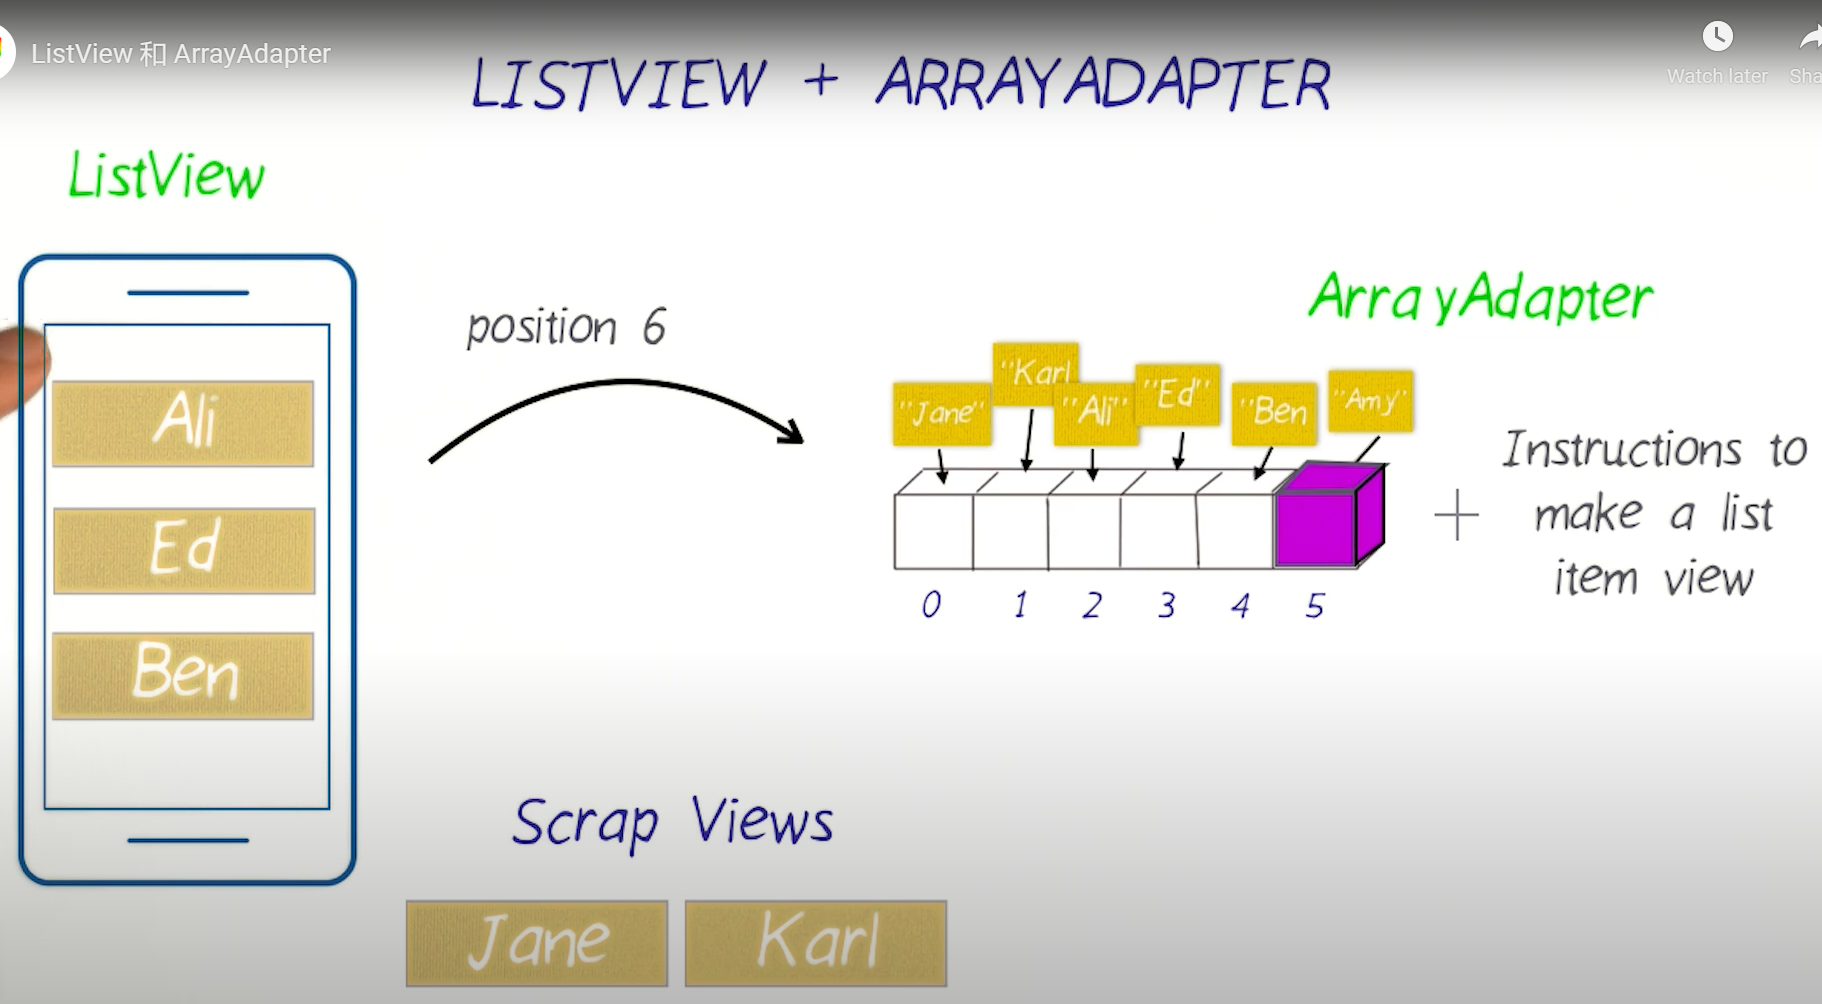 ListView 和 ArrayAdapter
Watch later
Sha
LISTVIEW + ARRAYADAPTER
ListView
Ali
Ed
Ben
position 6
ArrayAdapter
"Jane"
"Karl
"Ali"
"Ed"
"Ben
"Amy"
0 1 2 3 4 5
+
Instructions to
make a list
item view
Scrap Views
Jane
Karl